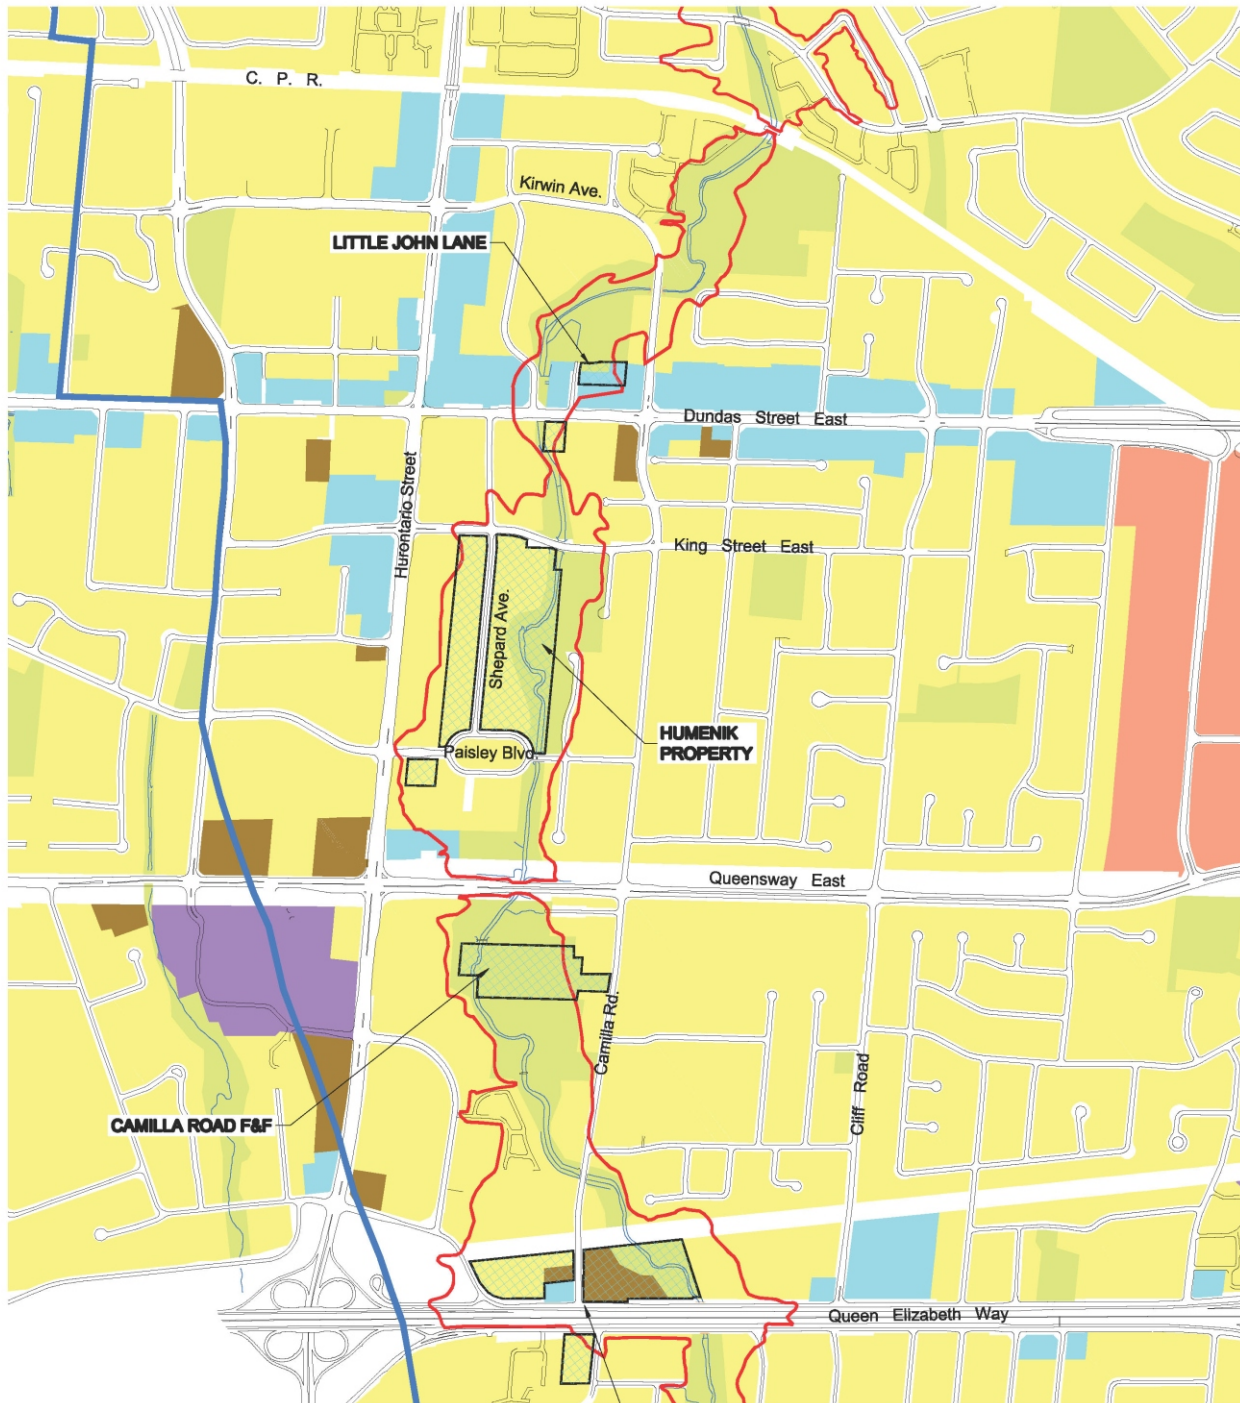 C. P. R.
Kirwin Ave.
LITTLE JOHN LANE
Dundas Street East
Hurontario Street
King Street East
Shepard Ave.
HUMENIK
PROPERTY
Paisley Blvd.
Queensway East
Camilla Rd.
Cliff Road
CAMILLA ROAD F&F
Queen Elizabeth Way